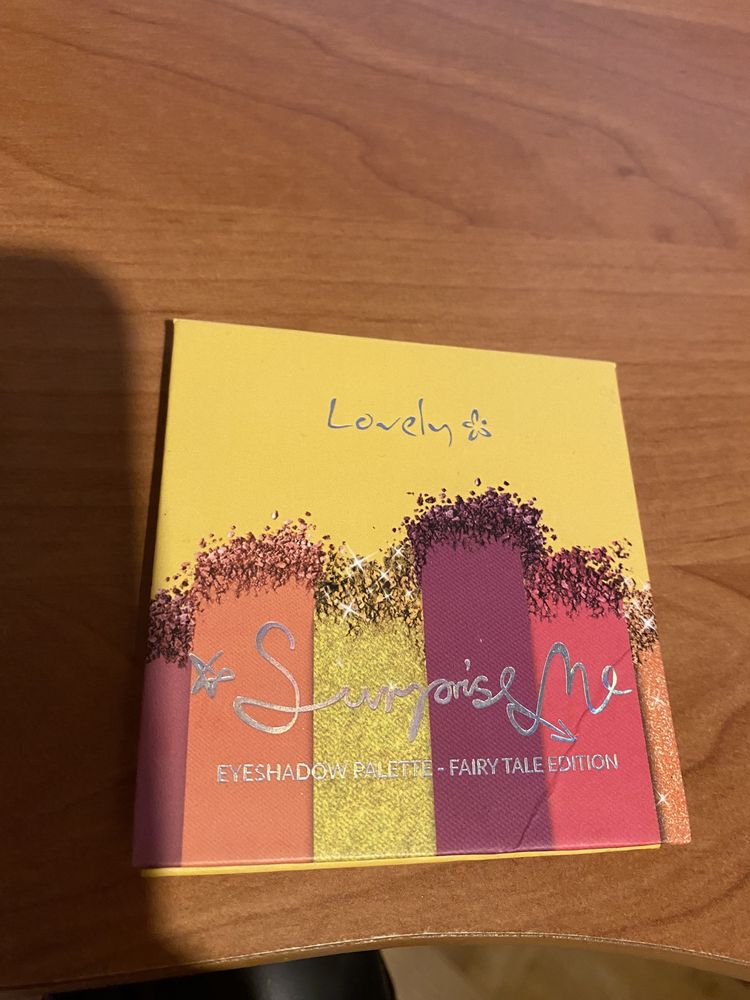 Lovely
Surprise Me
EYESHADOW PALETTE - FAIRY TALE EDITION